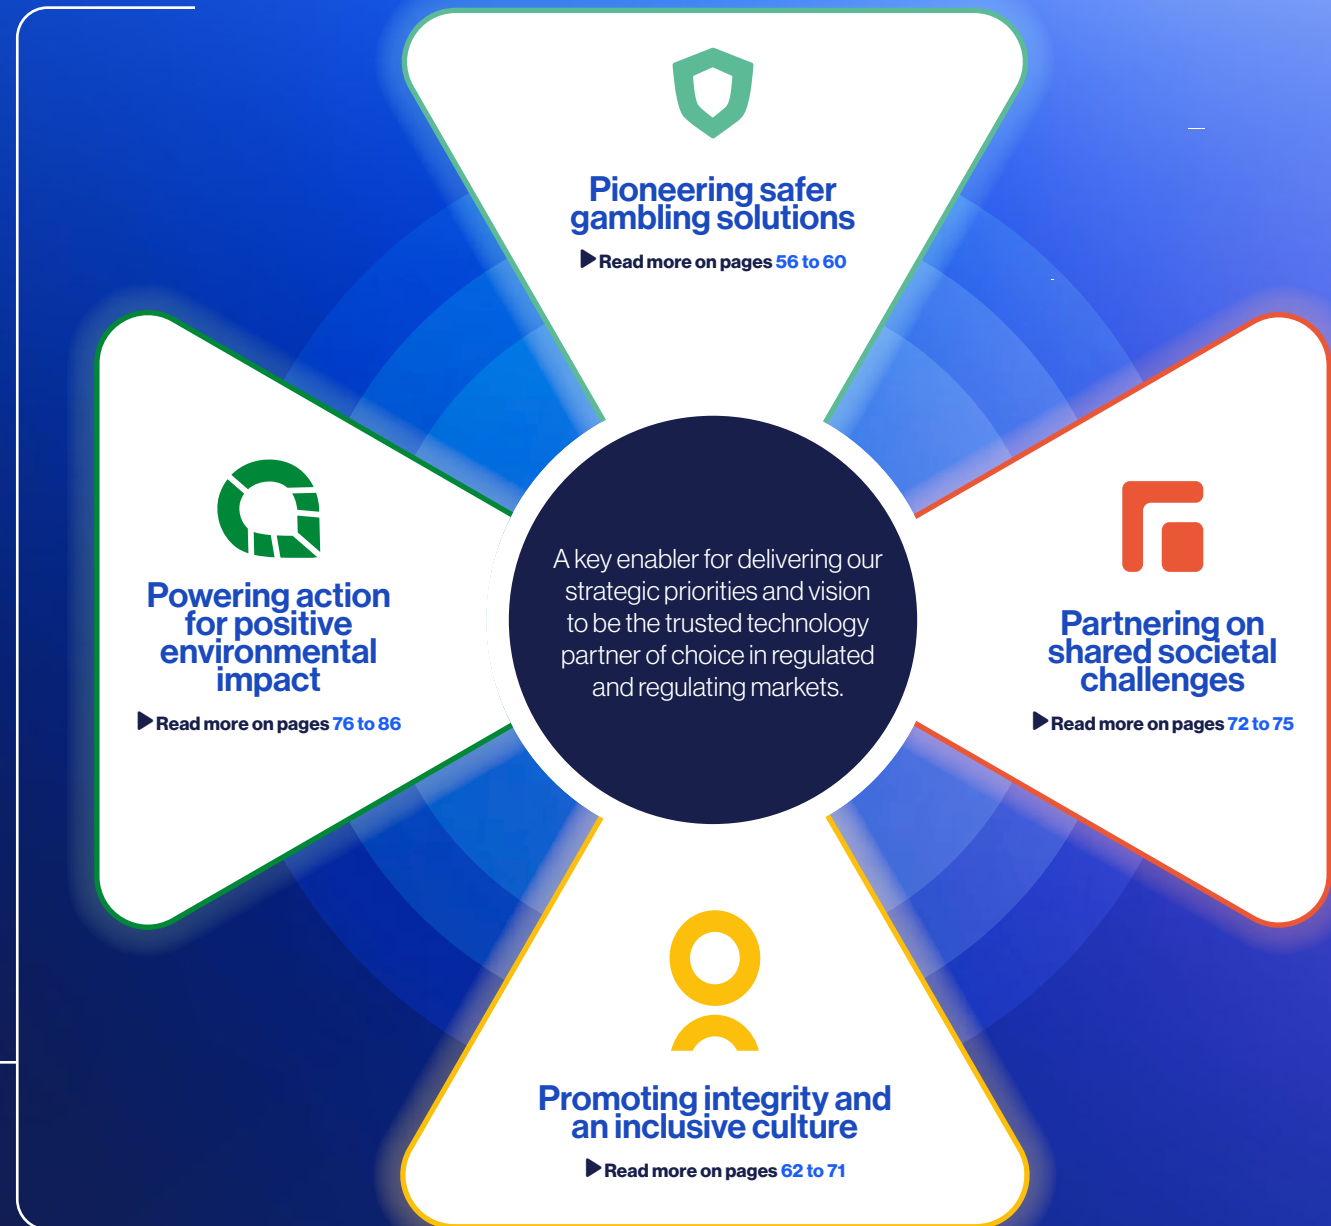 Pioneering safer
gambling solutions
Read more on pages 56 to 60
Powering action
for positive
environmental
impact
Read more on pages 76 to 86
A key enabler for delivering our
strategic priorities and vision
to be the trusted technology
partner of choice in regulated
and regulating markets.
Partnering on
shared societal
challenges
Read more on pages 72 to 75
Promoting integrity and
an inclusive culture
Read more on pages 62 to 71